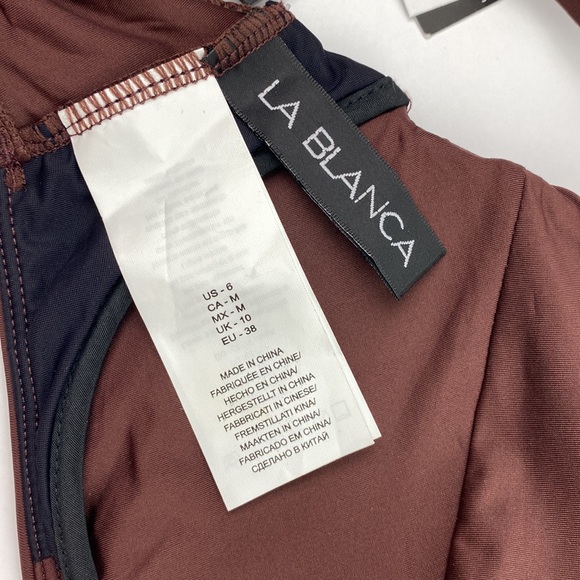 LA BLANCA
US - 6
CA - M
MX - M
UK - 10
EU - 38
MADE IN CHINA
FABRIQUÉE EN CHINE/
HECHO EN CHINA/
HERGESTELLT IN CHINA/
FABBRICATI IN CINESE/
FREMSTILLATI KINA/
MAAKTEN IN CHINA/
FABRICADO EM CHINA/
СДЕЛАНО В КИТАЙ